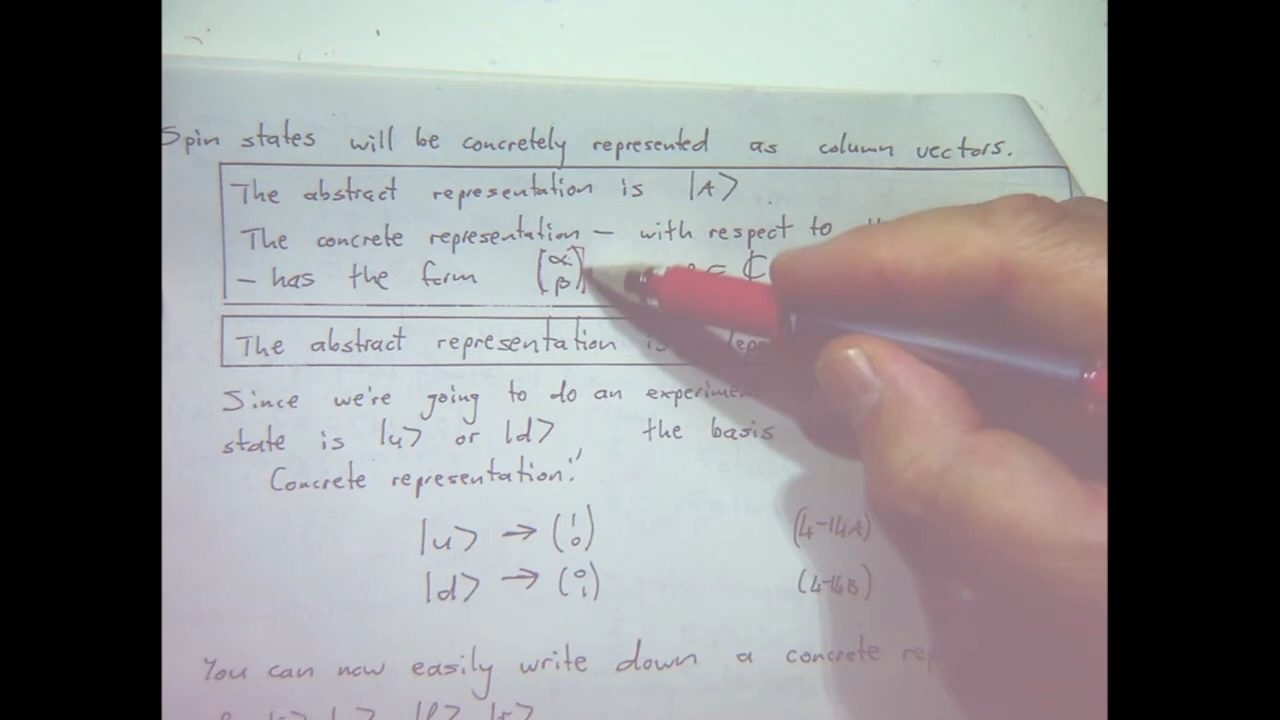 Spin states will be concretely represented as column vectors.
The abstract representation is |A⟩.
The concrete representation – with respect to
– has the form (α β) ∈ ℂ
The abstract representation is
Since we're going to do an experiment
state is |u⟩ or |d⟩ the basis
Concrete representation:
|u⟩ → (1 0) (4-14A)
|d⟩ → (0 1) (4-14B)
You can now easily write down a concrete